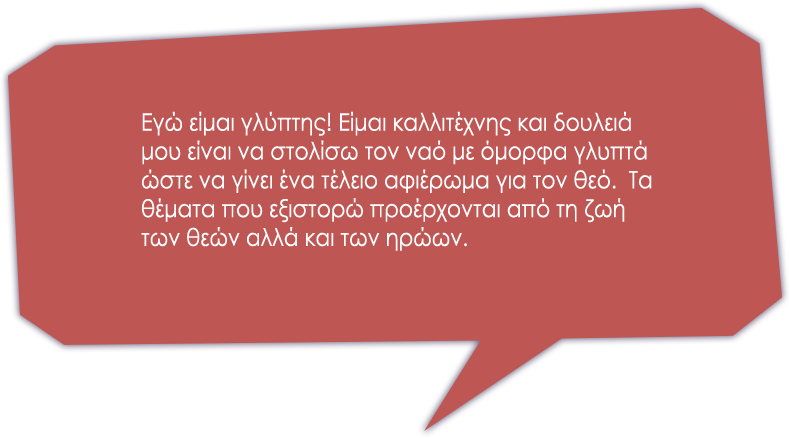 Εγώ είμαι γλύπτης! Είμαι καλλιτέχνης και δουλειά
μου είναι να στολίσω τον ναό με όμορφα γλυπτά
ώστε να γίνει ένα τέλειο αφιέρωμα για τον θεό.  Τα
θέματα που εξιστορώ προέρχονται από τη ζωή
των θεών αλλά και των ηρώων.